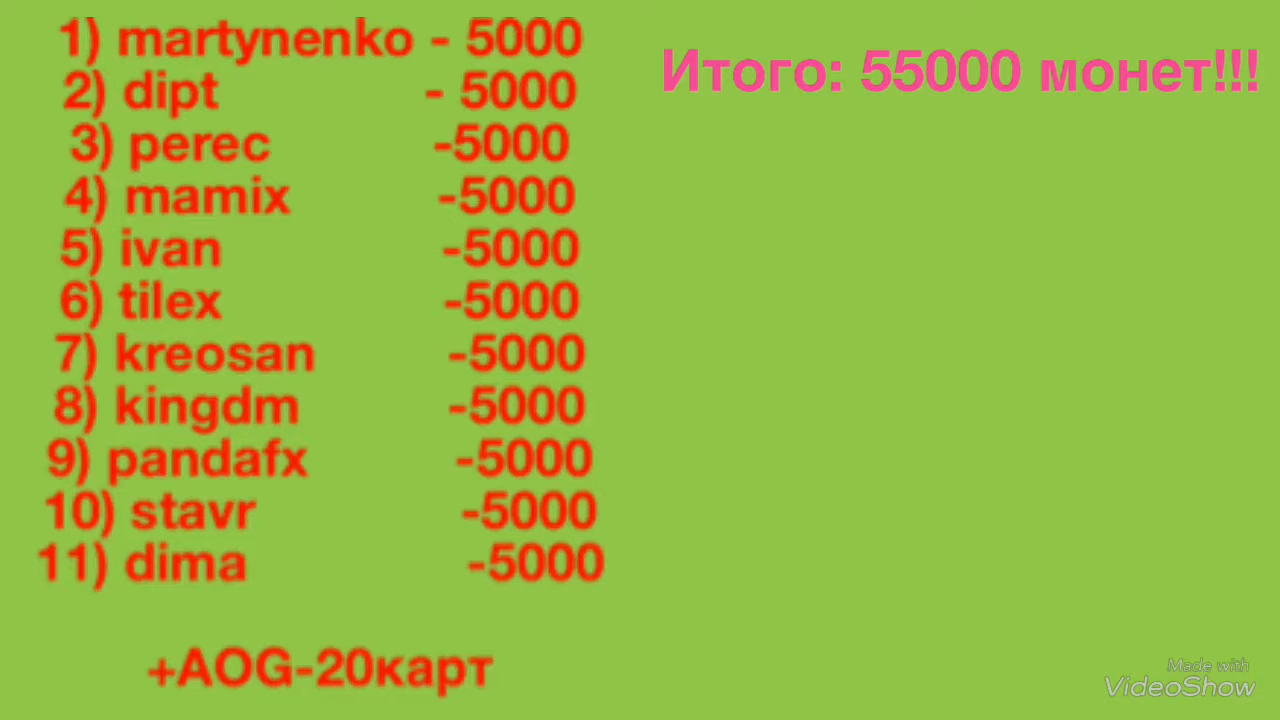 1) martynenko - 5000
2) dipt - 5000
3) perec -5000
4) mamix -5000
5) ivan -5000
6) tilex -5000
7) kreosan -5000
8) kingdm -5000
9) pandafx -5000
10) stavr -5000
11) dima -5000
+AOG-20карт
Итого: 55000 монет!!!
Made with
VideoShow